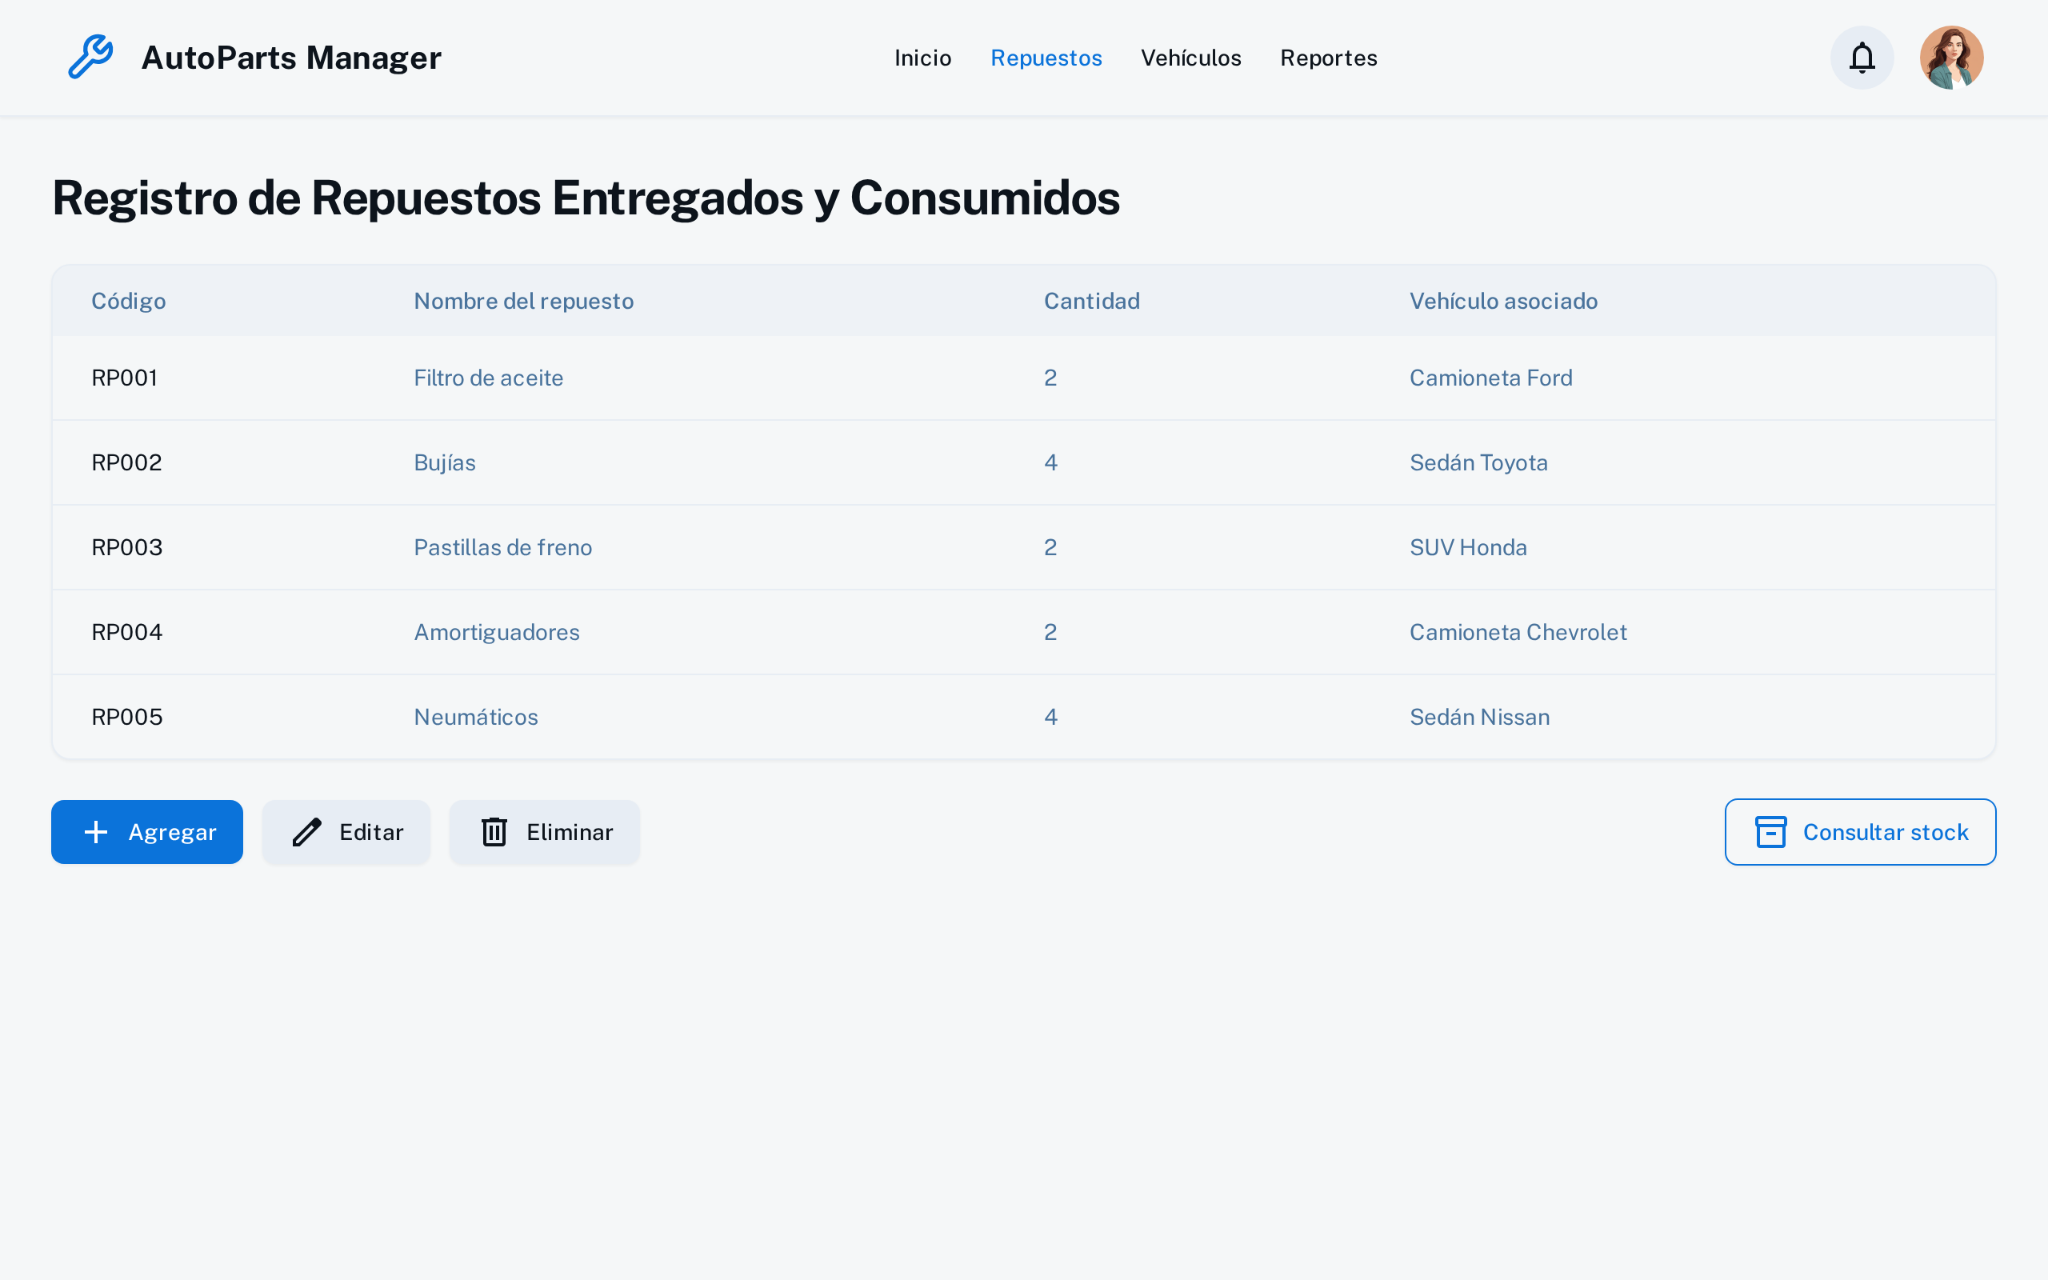 AutoParts Manager
Inicio Repuestos Vehículos Reportes
Registro de Repuestos Entregados y Consumidos
Código Nombre del repuesto Cantidad Vehículo asociado
RP001 Filtro de aceite 2 Camioneta Ford
RP002 Bujías 4 Sedán Toyota
RP003 Pastillas de freno 2 SUV Honda
RP004 Amortiguadores 2 Camioneta Chevrolet
RP005 Neumáticos 4 Sedán Nissan
Agregar Editar Eliminar Consultar stock